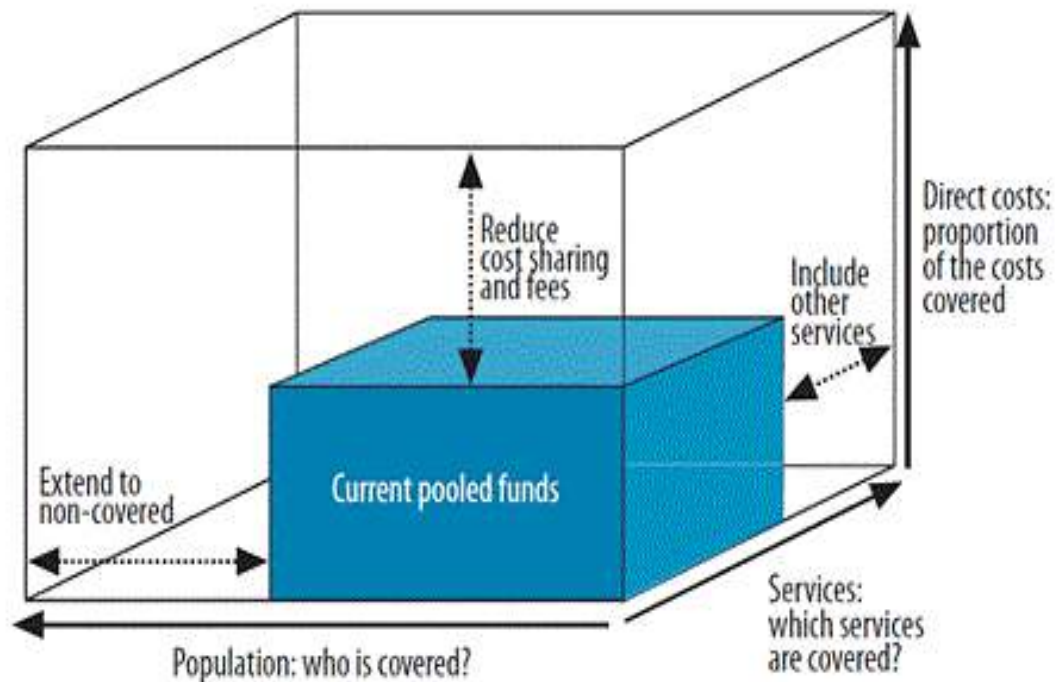 Reduce
cost sharing
and fees
Include
other
services
Direct costs:
proportion
of the costs
covered
Extend to
non-covered
Current pooled funds
Population: who is covered?
Services:
which services
are covered?